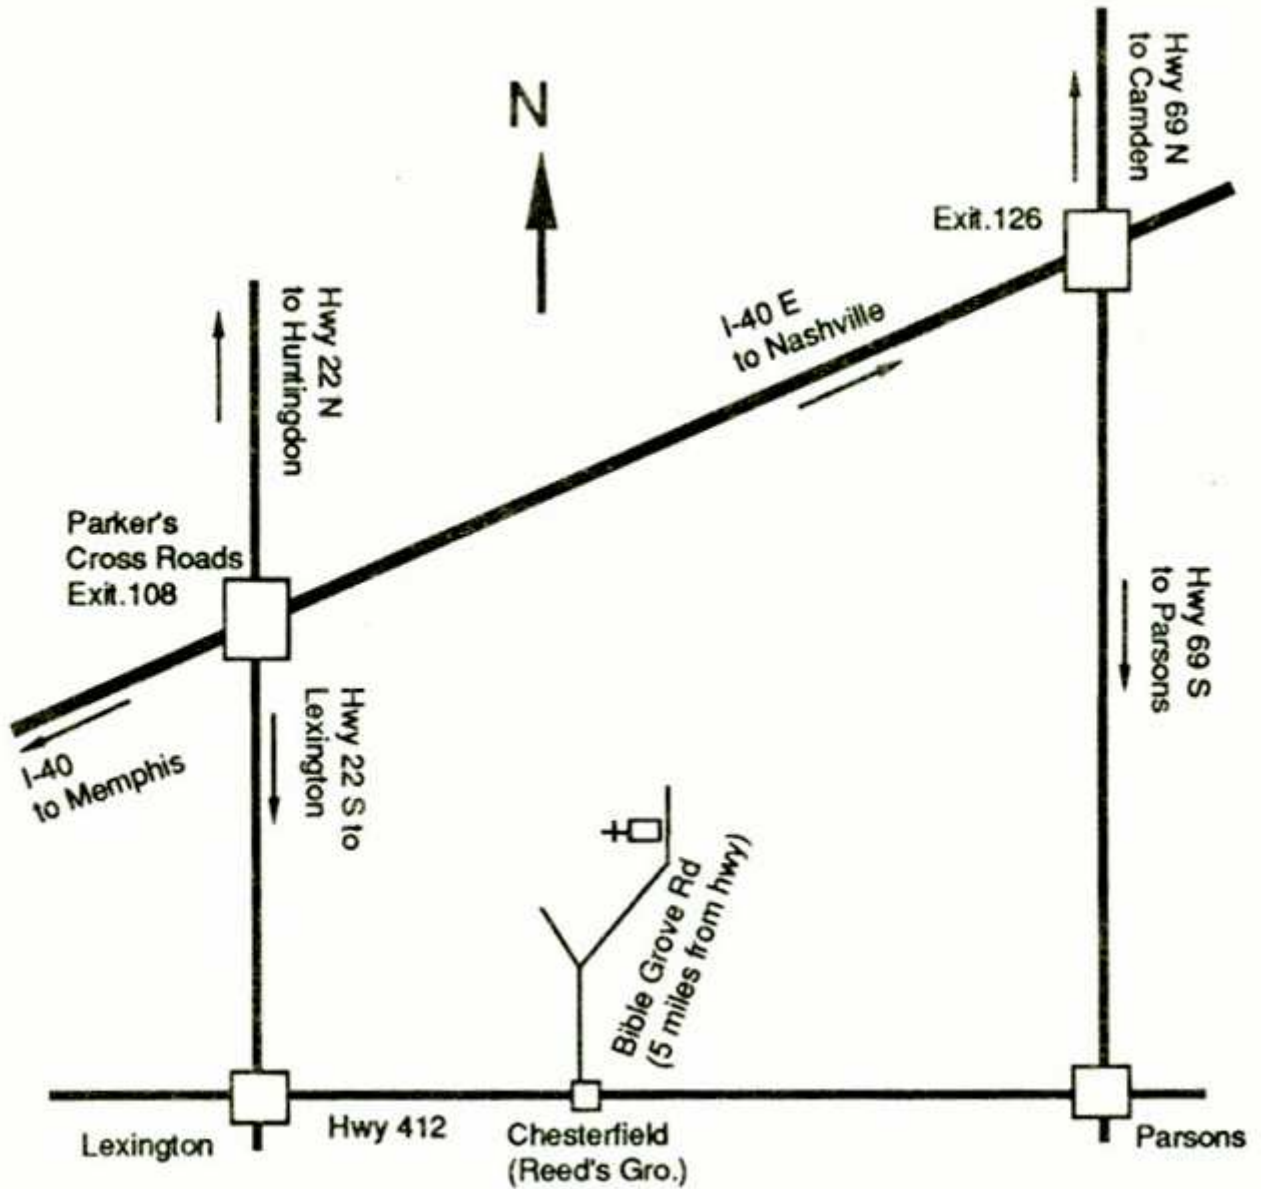 N
Hwy 69 N
to Camden
Exit.126
I-40 E
to Nashville
Hwy 22 N
to Huntingdon
Parker's
Cross Roads
Exit.108
Hwy 69 S
to Parsons
I-40
to Memphis
Hwy 22 S to
Lexington
Bible Grove Rd
(5 miles from hwy)
Lexington
Hwy 412
Chesterfield
(Reed's Gro.)
Parsons